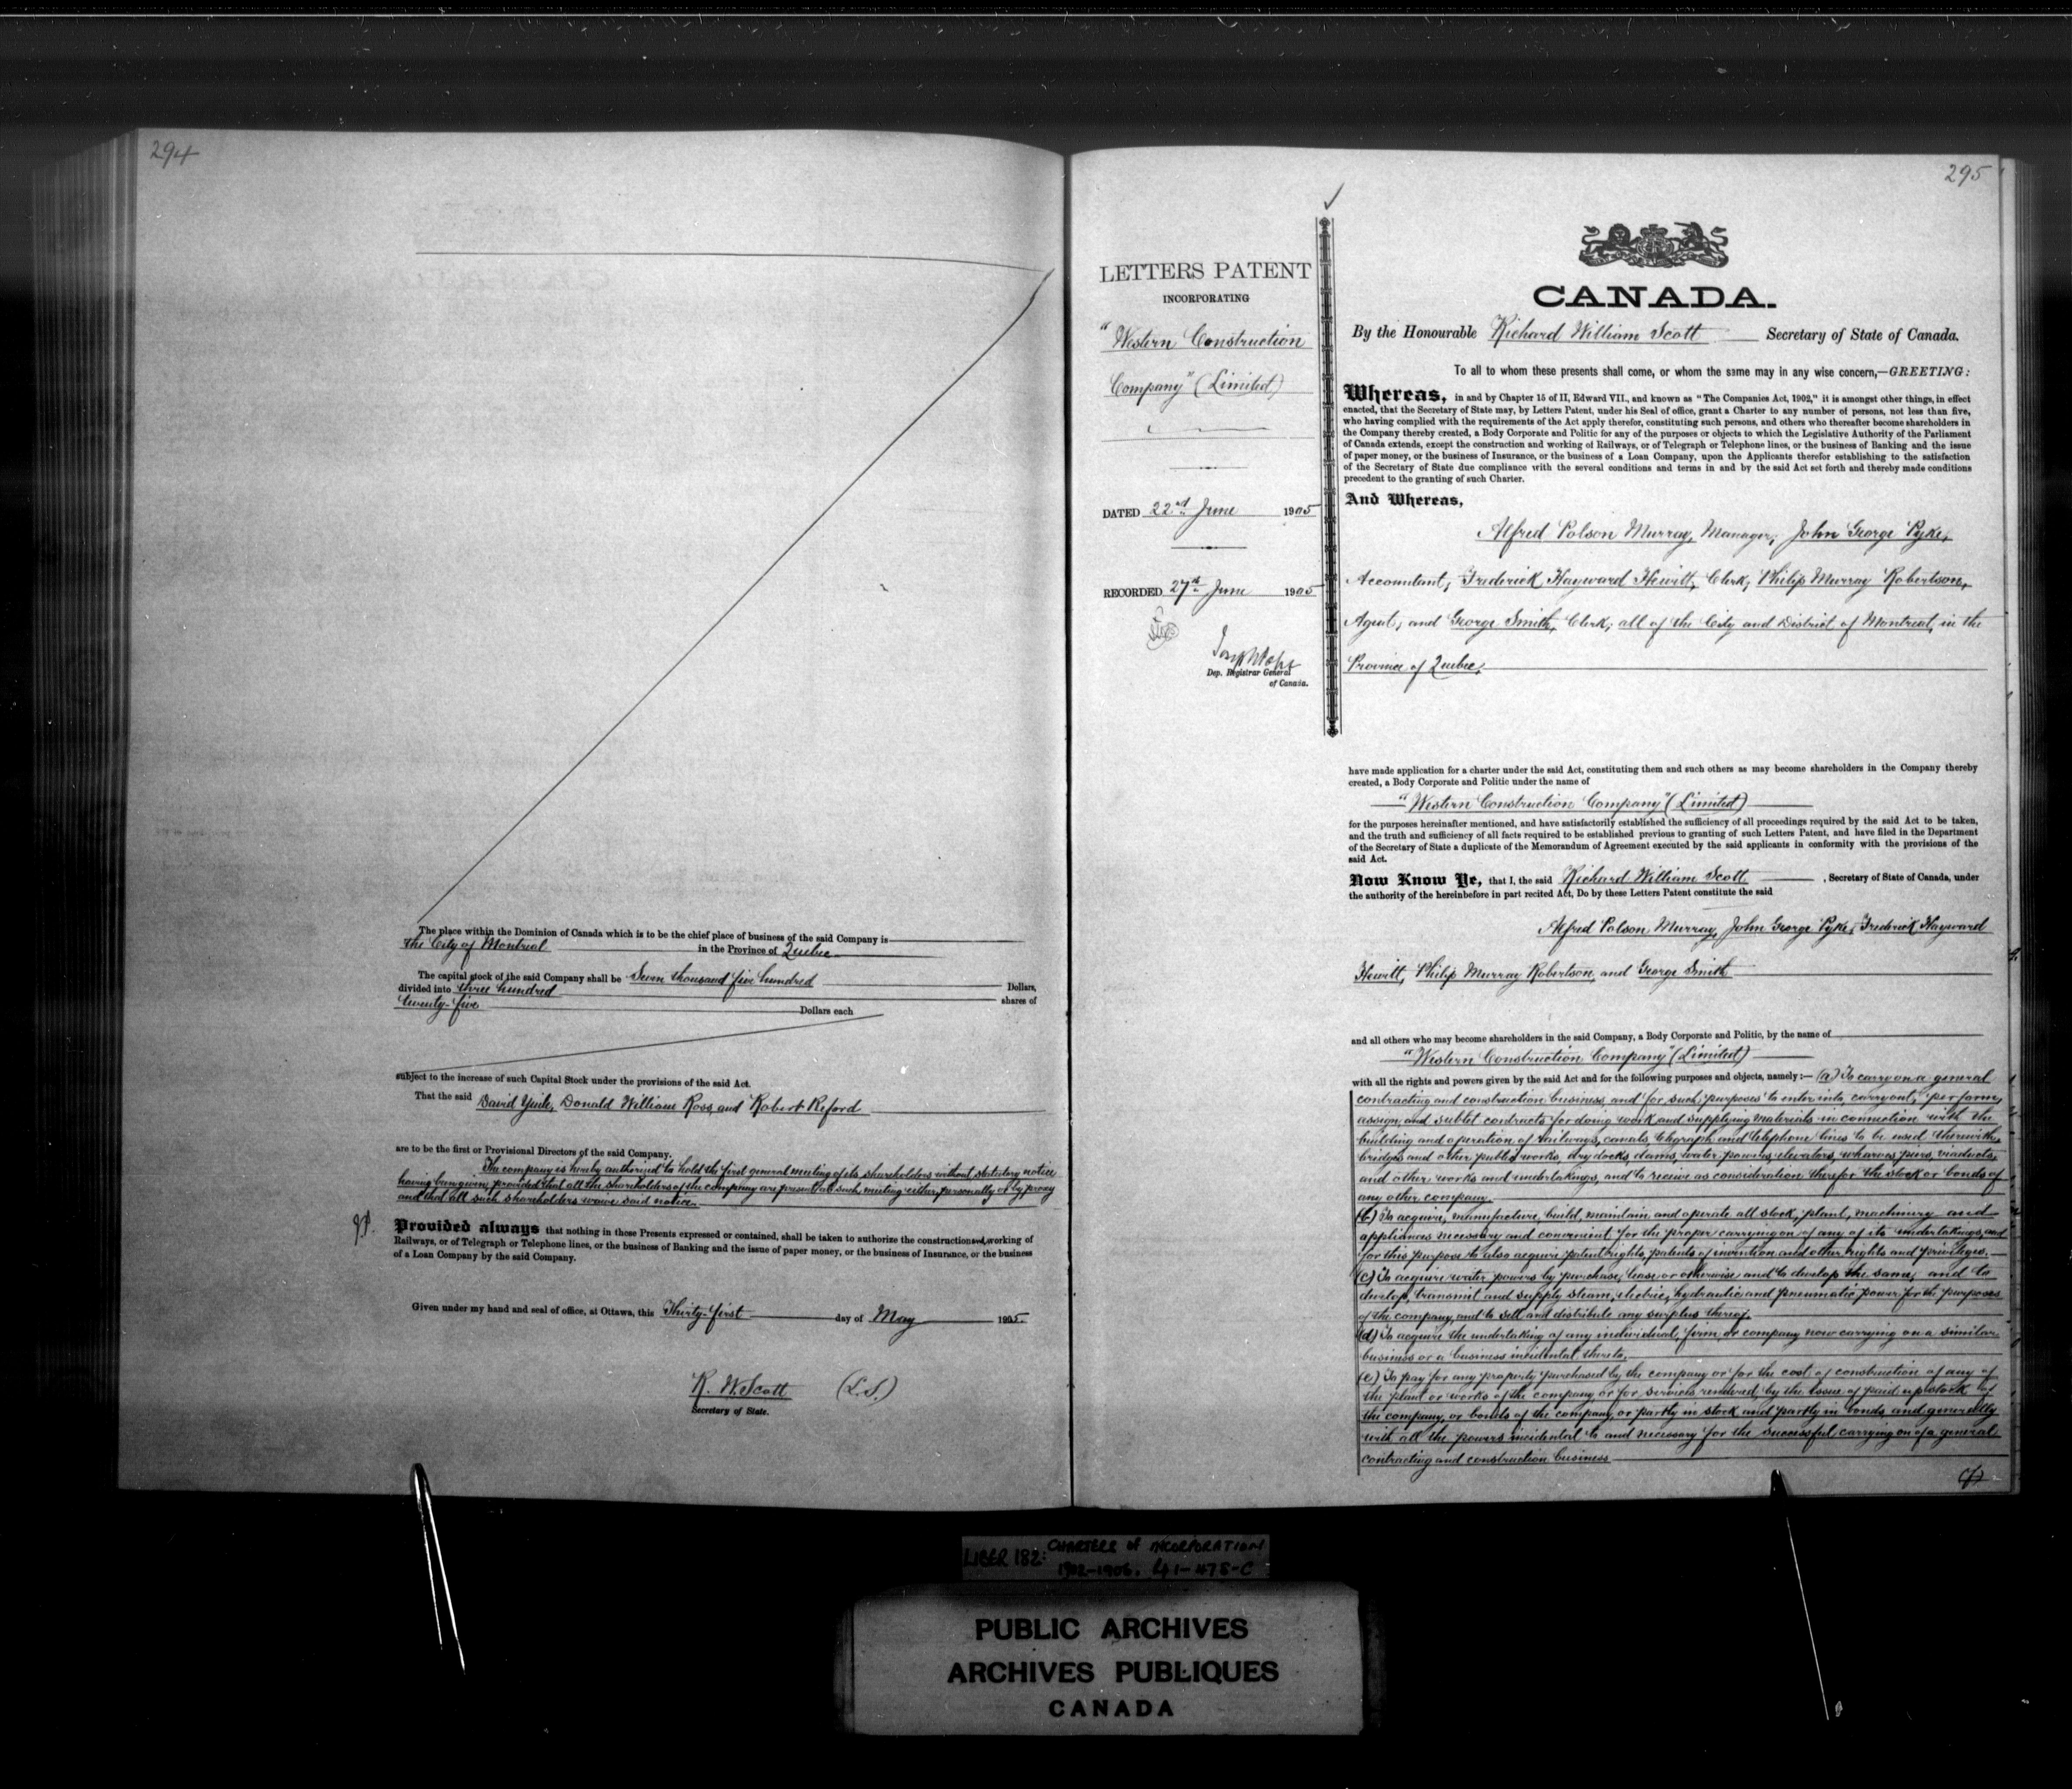 294
The place within the Dominion of Canada which is to be the chief place of business of the said Company is
the City of Montreal in the Province of Quebec
The capital stock of the said Company shall be Seven thousand five hundred Dollars,
divided into three hundred shares of
twenty-five Dollars each
subject to the increase of such Capital Stock under the provisions of the said Act.
That the said David Yuile, Donald William Ross and Robert Reford
are to be the first or Provisional Directors of the said Company.
The company is hereby authorized to hold the first general meeting of its shareholders without statutory notice
having been given, provided that all the shareholders of the company are present at such meeting either personally or by proxy
and that all such shareholders waive said notice.
Provided always that nothing in these Presents expressed or contained, shall be taken to authorize the construction and working of
Railways, or of Telegraph or Telephone lines, or the business of Banking and the issue of paper money, or the business of Insurance, or the business
of a Loan Company by the said Company.
Given under my hand and seal of office, at Ottawa, this Thirty-first day of May 1905.
R. W. Scott (L.S.)
Secretary of State.
295
LETTERS PATENT
INCORPORATING
"Western Construction
Company" (Limited)
DATED 22nd June 1905
RECORDED 27th June 1905
Joseph Pope
Dep. Registrar General
of Canada.
CANADA.
By the Honourable Richard William Scott Secretary of State of Canada.
To all to whom these presents shall come, or whom the same may in any wise concern,—GREETING:
Whereas, in and by Chapter 15 of II, Edward VII., and known as "The Companies Act, 1902," it is amongst other things, in effect
enacted, that the Secretary of State may, by Letters Patent, under his Seal of office, grant a Charter to any number of persons, not less than five,
who having complied with the requirements of the Act apply therefor, constituting such persons, and others who thereafter become shareholders in
the Company thereby created, a Body Corporate and Politic for any of the purposes or objects to which the Legislative Authority of the Parliament
of Canada extends, except the construction and working of Railways, or of Telegraph or Telephone lines, or the business of Banking and the issue
of paper money, or the business of Insurance, or the business of a Loan Company, upon the Applicants therefor establishing to the satisfaction
of the Secretary of State due compliance with the several conditions and terms in and by the said Act set forth and thereby made conditions
precedent to the granting of such Charter.
And Whereas,
Alfred Polson Murray, Manager, John George Pyke,
Accountant, Frederick Hayward Hewitt, Clerk, Philip Murray Robertson,
Agent, and George Smith, Clerk, all of the City and District of Montreal, in the
Province of Quebec,
have made application for a charter under the said Act, constituting them and such others as may become shareholders in the Company thereby
created, a Body Corporate and Politic under the name of
"Western Construction Company" (Limited)
for the purposes hereinafter mentioned, and have satisfactorily established the sufficiency of all proceedings required by the said Act to be taken,
and the truth and sufficiency of all facts required to be established previous to granting of such Letters Patent, and have filed in the Department
of the Secretary of State a duplicate of the Memorandum of Agreement executed by the said applicants in conformity with the provisions of the
said Act.
Now Know Ye, that I, the said Richard William Scott, Secretary of State of Canada, under
the authority of the hereinbefore in part recited Act, Do by these Letters Patent constitute the said
Alfred Polson Murray, John George Pyke, Frederick Hayward
Hewitt, Philip Murray Robertson, and George Smith
and all others who may become shareholders in the said Company, a Body Corporate and Politic, by the name of
"Western Construction Company" (Limited)
with all the rights and powers given by the said Act and for the following purposes and objects, namely:— (a) To carry on a general
contracting and construction business, and for such purposes to enter into, carry out, perform,
assign, and sublet contracts for doing work and supplying materials in connection with the
building and operation of railways, canals, telegraph and telephone lines to be used therewith,
bridges and other public works, dry docks, dams, water powers, elevators, wharves, piers, viaducts,
and other works and undertakings, and to receive as consideration therefor the stock or bonds of
any other company.
(b) To acquire, manufacture, build, maintain and operate all stock, plant, machinery and
appliances necessary and convenient for the proper carrying on of any of its undertakings, and
for this purpose to also acquire patent rights, patents of invention and other rights and privileges.
(c) To acquire water powers by purchase, lease or otherwise and to develop the same, and to
develop, transmit and supply steam, electric, hydraulic and pneumatic power for the purposes
of the company, and to sell and distribute any surplus thereof.
(d) To acquire the undertaking of any individual, firm, or company now carrying on a similar
business or a business incidental thereto.
(e) To pay for any property purchased by the company or for the cost of construction of any of
the plant or works of the company or for services rendered, by the issue of paid up stock of
the company, or bonds of the company, or partly in stock and partly in bonds and generally
with all the powers incidental to and necessary for the successful carrying on of a general
contracting and construction business
LIBER 182: CHARTERS of INCORPORATION
1902-1906. 41-478-C
PUBLIC ARCHIVES
ARCHIVES PUBLIQUES
CANADA